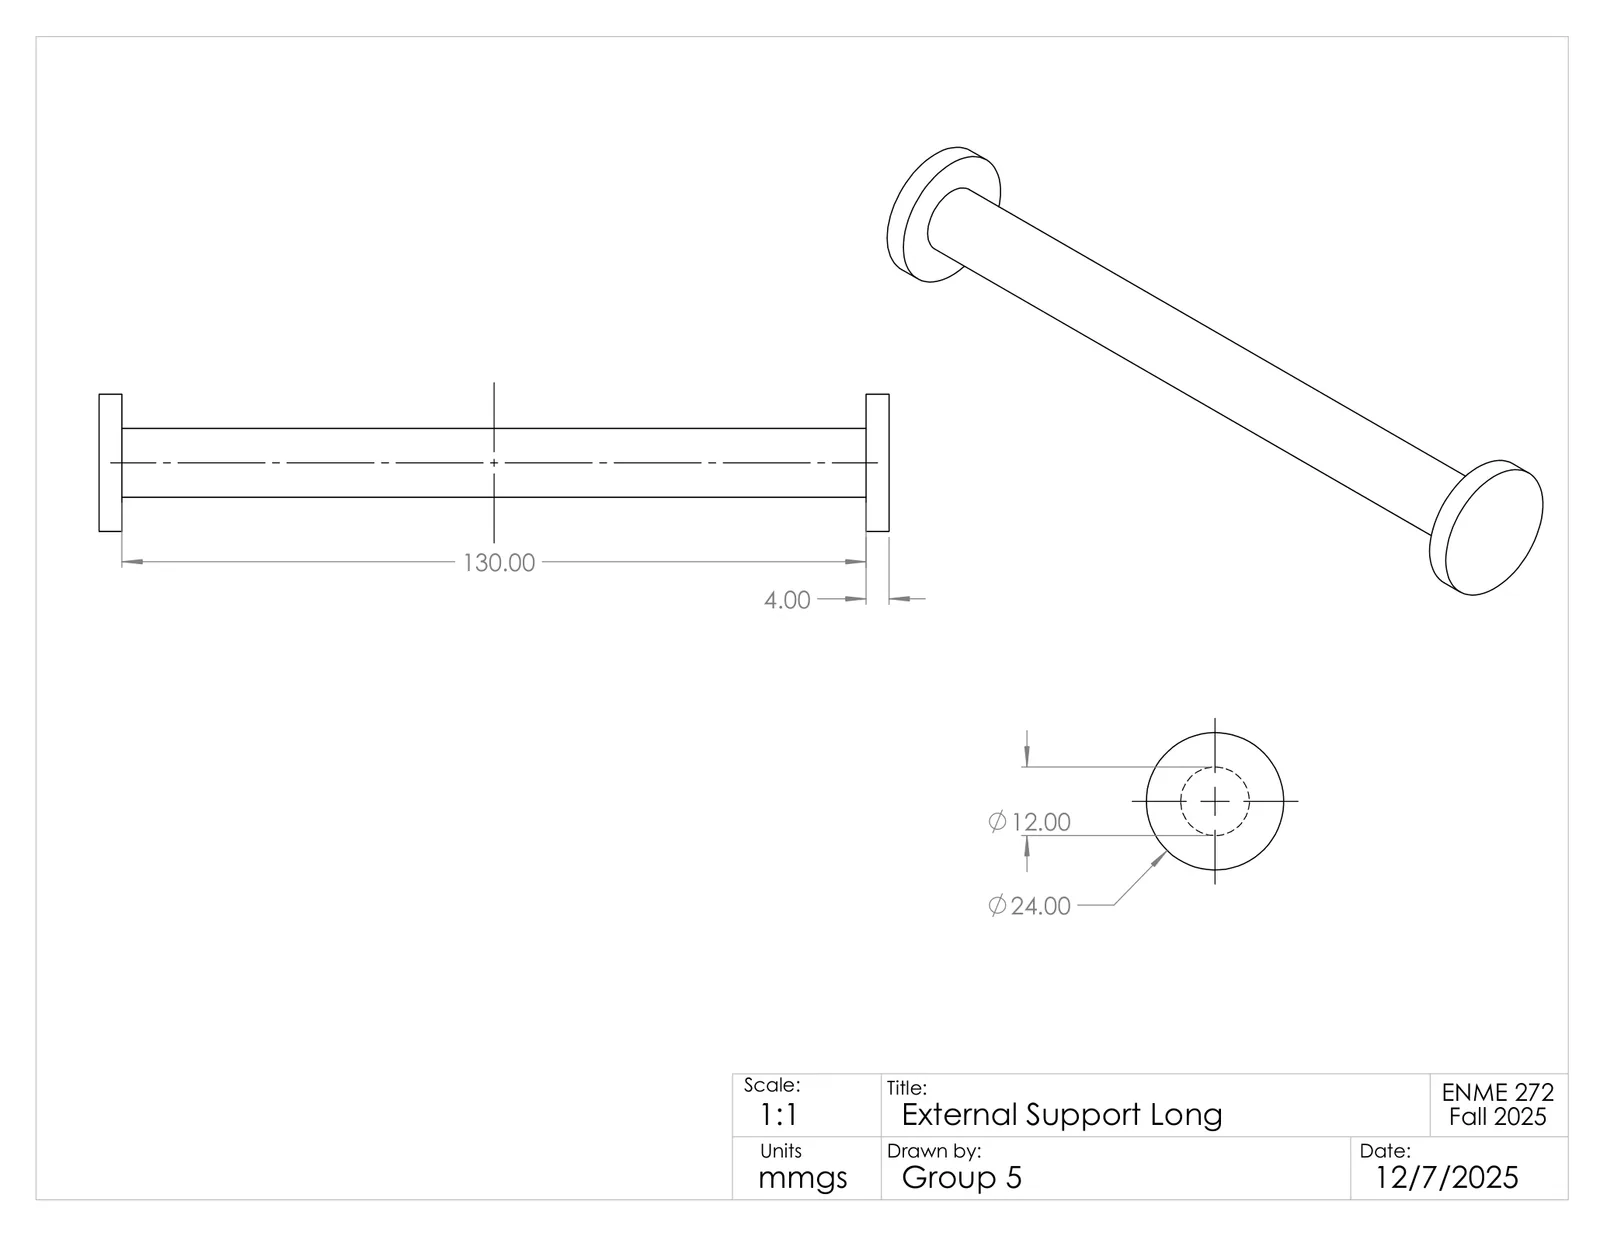 130.00
4.00
⌀12.00
⌀24.00
Scale:
1:1
Title:
External Support Long
ENME 272
Fall 2025
Units
mmgs
Drawn by:
Group 5
Date:
12/7/2025